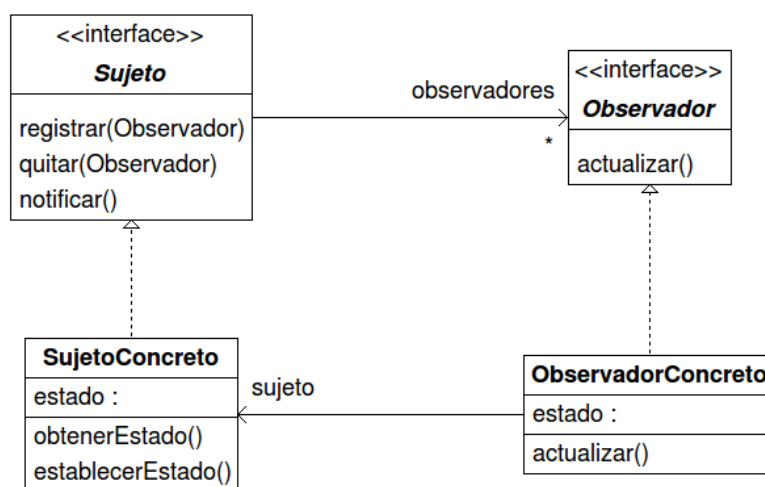 <<interface>>
Sujeto
registrar(Observador)
quitar(Observador)
notificar()
observadores
*
<<interface>>
Observador
actualizar()
SujetoConcreto
estado :
obtenerEstado()
establecerEstado()
sujeto
ObservadorConcreto
estado :
actualizar()